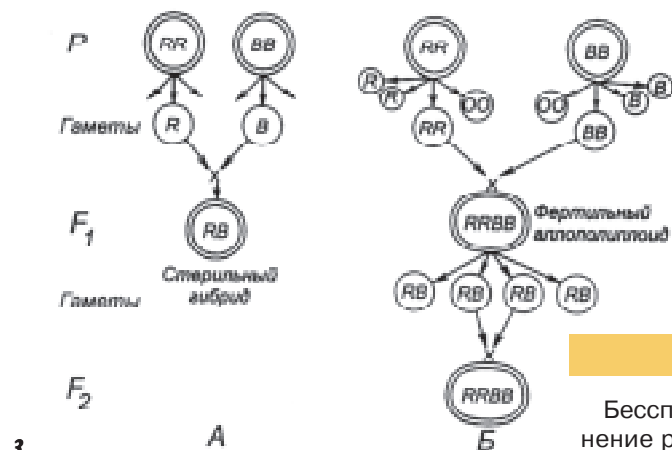 P RR BB RR BB
R R OO OO B B
Гаметы R B RR BB
x x
F1 RB RRBB Фертильный аллополиплоид
Стерильный гибрид
RB RB RB RB
Гаметы
x
F2 RRBB
Бессп
нение р
3 А Б